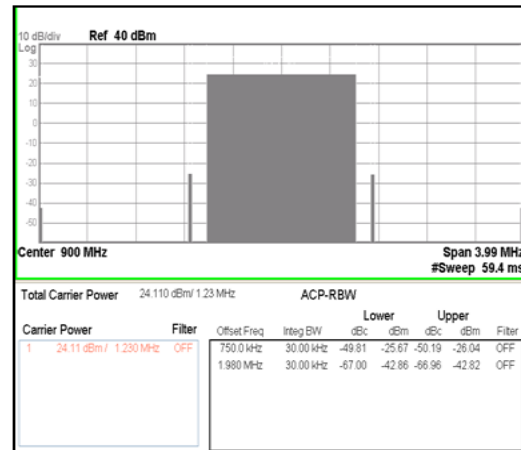 10 dB/div Ref 40 dBm
Log
30
20
10
0
-10
-20
-30
-40
-50
Center 900 MHz Span 3.99 MHz
#Sweep 59.4 ms
Total Carrier Power 24.110 dBm/ 1.23 MHz ACP-RBW
Lower Upper
Carrier Power Filter Offset Freq Integ BW dBc dBm dBc dBm Filter
1 24.11 dBm / 1.230 MHz OFF 750.0 kHz 30.00 kHz -49.81 -25.67 -50.19 -26.04 OFF
1.980 MHz 30.00 kHz -67.00 -42.86 -66.96 -42.82 OFF